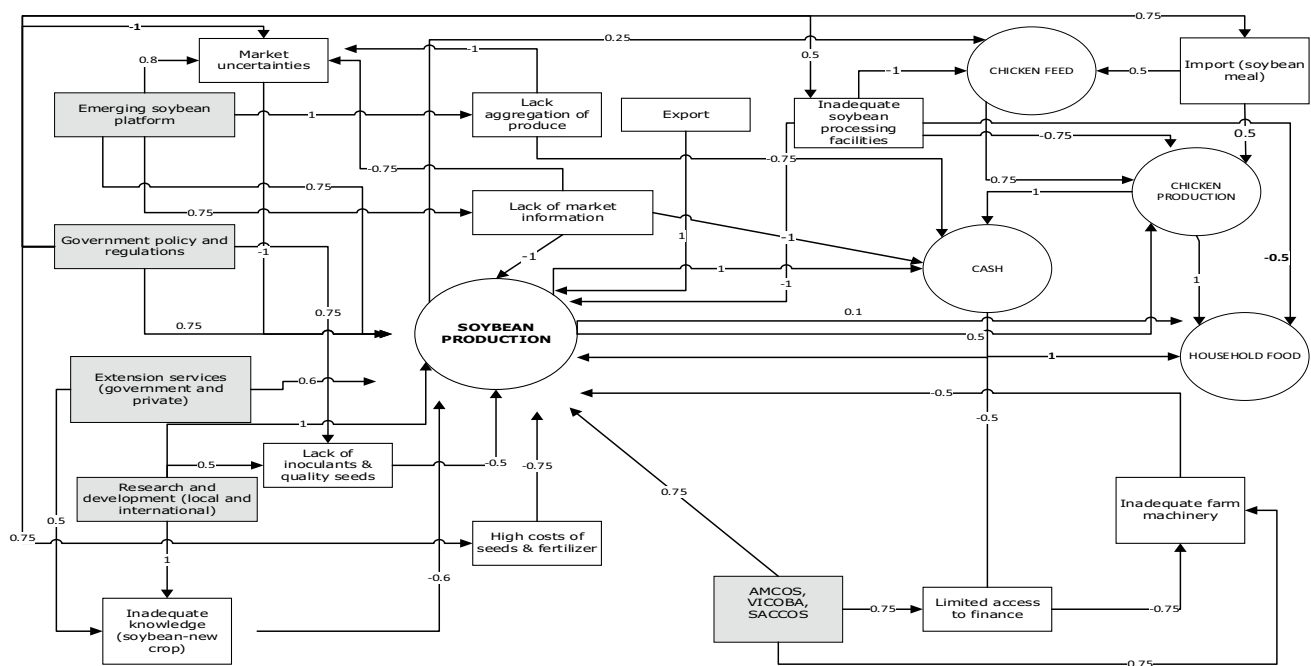 -1
0.75
0.25
0.8
Market
uncertainties
-1
0.5
CHICKEN FEED
0.5
Import (soybean
meal)
-1
Emerging soybean
platform
1
Lack
aggregation of
produce
Export
Inadequate
soybean
processing
facilities
-0.75
0.5
-0.75
-0.75
0.75
0.75
1
CHICKEN
PRODUCTION
0.75
Lack of market
information
Government policy and
regulations
-1
-1
1
-1
-0.5
1
CASH
-1
1
0.75
0.75
0.1
0.5
SOYBEAN
PRODUCTION
1
HOUSEHOLD FOOD
Extension services
(government and
private)
0.6
-0.5
1
-0.5
Lack of
inoculants &
quality seeds
0.5
-0.5
-0.75
Research and
development (local and
international)
0.75
Inadequate farm
machinery
0.5
0.75
High costs of
seeds & fertilizer
1
-0.6
AMCOS,
VICOBA,
SACCOS
0.75
Limited access
to finance
-0.75
Inadequate
knowledge
(soybean-new
crop)
0.75